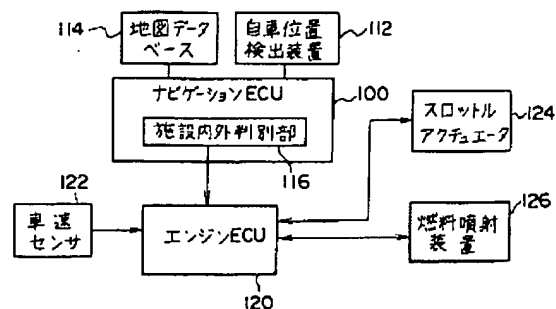 114
地図データ
ベース
自車位置
検出装置
112
ナビゲーションECU
100
施設内外判別部
116
スロットル
アクチュエータ
124
122
車速
センサ
エンジンECU
120
燃料噴射
装置
126